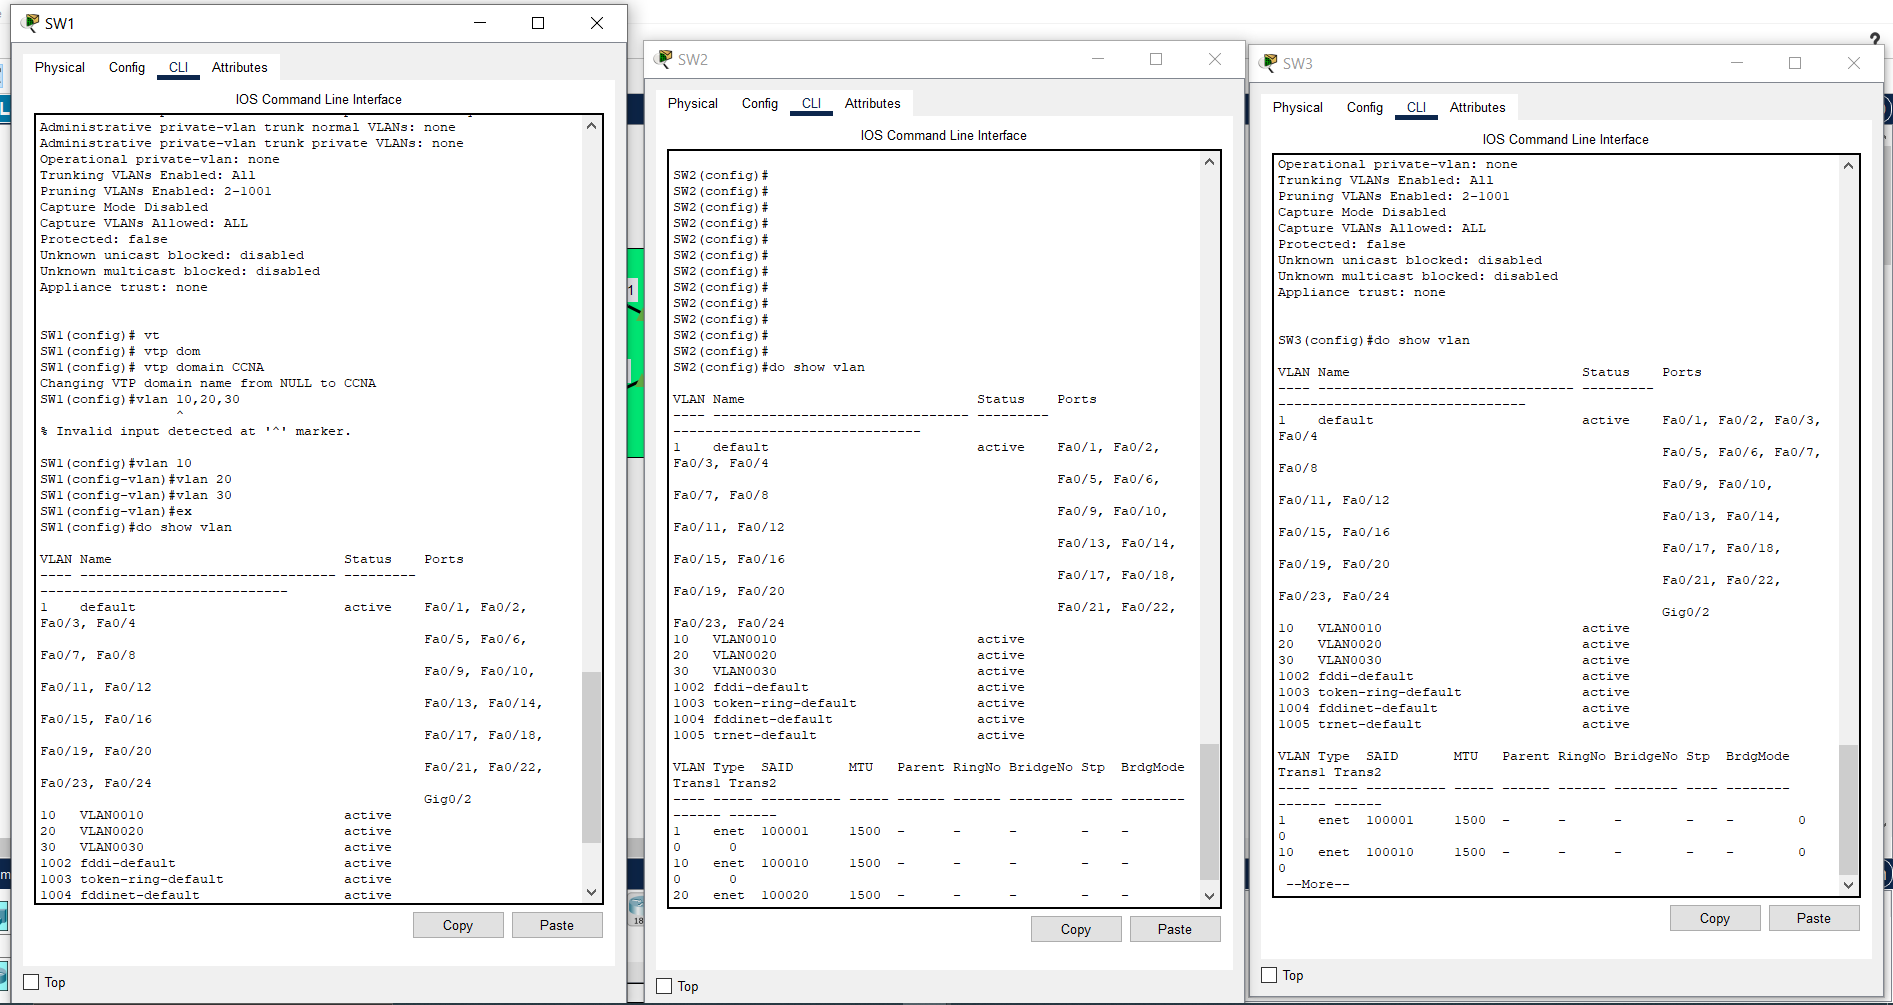 SW1
Physical Config CLI Attributes
IOS Command Line Interface
Administrative private-vlan trunk normal VLANs: none
Administrative private-vlan trunk private VLANs: none
Operational private-vlan: none
Trunking VLANs Enabled: All
Pruning VLANs Enabled: 2-1001
Capture Mode Disabled
Capture VLANs Allowed: ALL
Protected: false
Unknown unicast blocked: disabled
Unknown multicast blocked: disabled
Appliance trust: none
SW1(config)# vt
SW1(config)# vtp dom
SW1(config)# vtp domain CCNA
Changing VTP domain name from NULL to CCNA
SW1(config)#vlan 10,20,30
^
% Invalid input detected at '^' marker.
SW1(config)#vlan 10
SW1(config-vlan)#vlan 20
SW1(config-vlan)#vlan 30
SW1(config-vlan)#ex
SW1(config)#do show vlan
VLAN Name Status Ports
---- -------------------------------- ---------
-------------------------------
1 default active Fa0/1, Fa0/2,
Fa0/3, Fa0/4
Fa0/5, Fa0/6,
Fa0/7, Fa0/8
Fa0/9, Fa0/10,
Fa0/11, Fa0/12
Fa0/13, Fa0/14,
Fa0/15, Fa0/16
Fa0/17, Fa0/18,
Fa0/19, Fa0/20
Fa0/21, Fa0/22,
Fa0/23, Fa0/24
Gig0/2
10 VLAN0010 active
20 VLAN0020 active
30 VLAN0030 active
1002 fddi-default active
1003 token-ring-default active
1004 fddinet-default active
Copy Paste
Top
SW2
Physical Config CLI Attributes
IOS Command Line Interface
SW2(config)#
SW2(config)#
SW2(config)#
SW2(config)#
SW2(config)#
SW2(config)#
SW2(config)#
SW2(config)#
SW2(config)#
SW2(config)#
SW2(config)#
SW2(config)#
SW2(config)#do show vlan
VLAN Name Status Ports
---- -------------------------------- ---------
-------------------------------
1 default active Fa0/1, Fa0/2,
Fa0/3, Fa0/4
Fa0/5, Fa0/6,
Fa0/7, Fa0/8
Fa0/9, Fa0/10,
Fa0/11, Fa0/12
Fa0/13, Fa0/14,
Fa0/15, Fa0/16
Fa0/17, Fa0/18,
Fa0/19, Fa0/20
Fa0/21, Fa0/22,
Fa0/23, Fa0/24
10 VLAN0010 active
20 VLAN0020 active
30 VLAN0030 active
1002 fddi-default active
1003 token-ring-default active
1004 fddinet-default active
1005 trnet-default active
VLAN Type SAID MTU Parent RingNo BridgeNo Stp BrdgMode
Trans1 Trans2
---- ----- ---------- ----- ------ ------ -------- ---- --------
------ ------
1 enet 100001 1500 - - - - -
0 0
10 enet 100010 1500 - - - - -
0 0
20 enet 100020 1500 - - - - -
Copy Paste
Top
SW3
Physical Config CLI Attributes
IOS Command Line Interface
Operational private-vlan: none
Trunking VLANs Enabled: All
Pruning VLANs Enabled: 2-1001
Capture Mode Disabled
Capture VLANs Allowed: ALL
Protected: false
Unknown unicast blocked: disabled
Unknown multicast blocked: disabled
Appliance trust: none
SW3(config)#do show vlan
VLAN Name Status Ports
---- -------------------------------- ---------
-------------------------------
1 default active Fa0/1, Fa0/2, Fa0/3,
Fa0/4
Fa0/5, Fa0/6, Fa0/7,
Fa0/8
Fa0/9, Fa0/10,
Fa0/11, Fa0/12
Fa0/13, Fa0/14,
Fa0/15, Fa0/16
Fa0/17, Fa0/18,
Fa0/19, Fa0/20
Fa0/21, Fa0/22,
Fa0/23, Fa0/24
Gig0/2
10 VLAN0010 active
20 VLAN0020 active
30 VLAN0030 active
1002 fddi-default active
1003 token-ring-default active
1004 fddinet-default active
1005 trnet-default active
VLAN Type SAID MTU Parent RingNo BridgeNo Stp BrdgMode
Trans1 Trans2
---- ----- ---------- ----- ------ ------ -------- ---- --------
------ ------
1 enet 100001 1500 - - - - - 0
0
10 enet 100010 1500 - - - - - 0
0
--More--
Copy Paste
Top
?
1
18